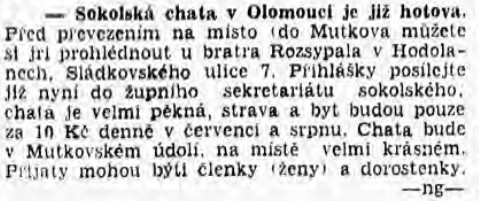 — Sokolská chata v Olomouci je již hotova.
Před převezením na místo (do Mutkova můžete
si jri prohlédnout u bratra Rozsypala v Hodola-
nech, Sládkovského ulice 7. Přihlášky posílejte
již nyní do župního sekretariátu sokolského,
chata je velmi pěkná, strava a byt budou pouze
za 10 Kč denně v červenci a srpnu. Chata bude
v Mutkovském údolí, na místě velmi krásném.
Přijaty mohou býti členky (ženy) a dorostenky.
—ng—